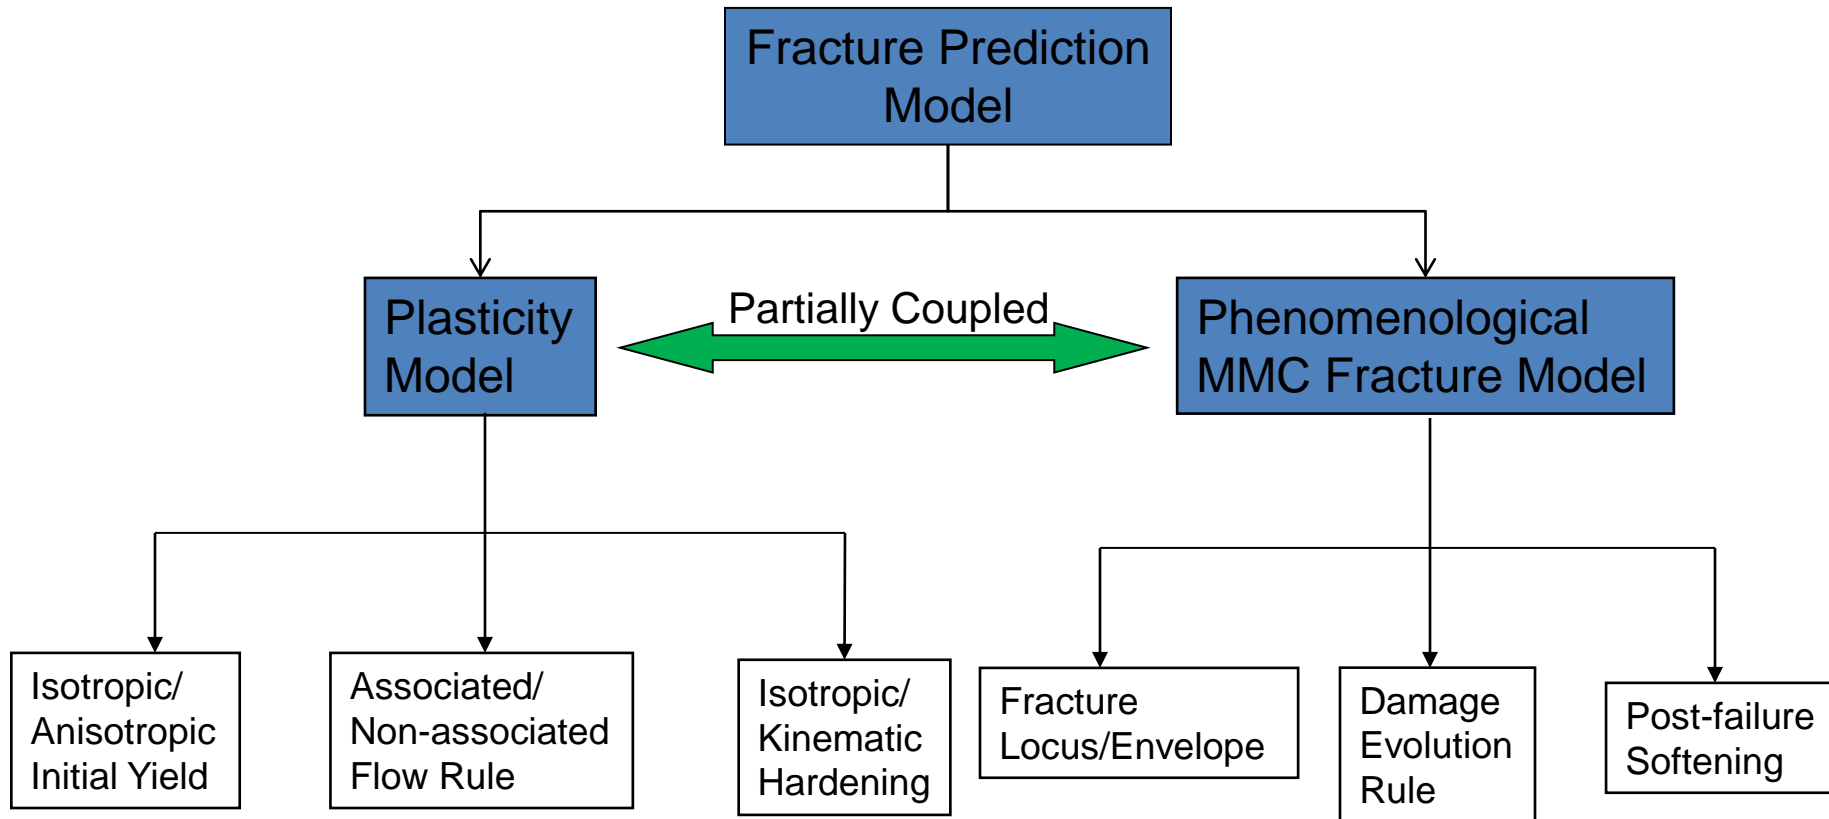 Fracture Prediction
Model
Partially Coupled
Plasticity
Model
Phenomenological
MMC Fracture Model
Isotropic/
Anisotropic
Initial Yield
Associated/
Non-associated
Flow Rule
Isotropic/
Kinematic
Hardening
Fracture
Locus/Envelope
Damage
Evolution
Rule
Post-failure
Softening